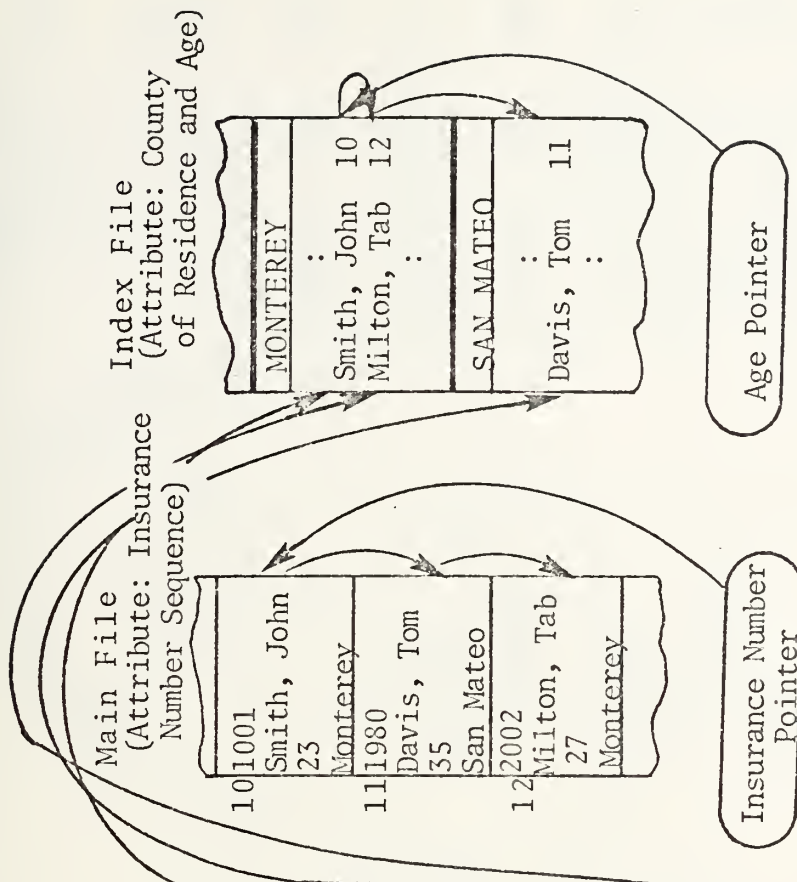 Main File
(Attribute: Insurance
Number Sequence)
10 1001
Smith, John
23
Monterey
11 1980
Davis, Tom
35
San Mateo
12 2002
Milton, Tab
27
Monterey
Insurance Number
Pointer
Index File
(Attribute: County
of Residence and Age)
MONTEREY
:
Smith, John 10
Milton, Tab 12
:
SAN MATEO
:
Davis, Tom 11
:
Age Pointer